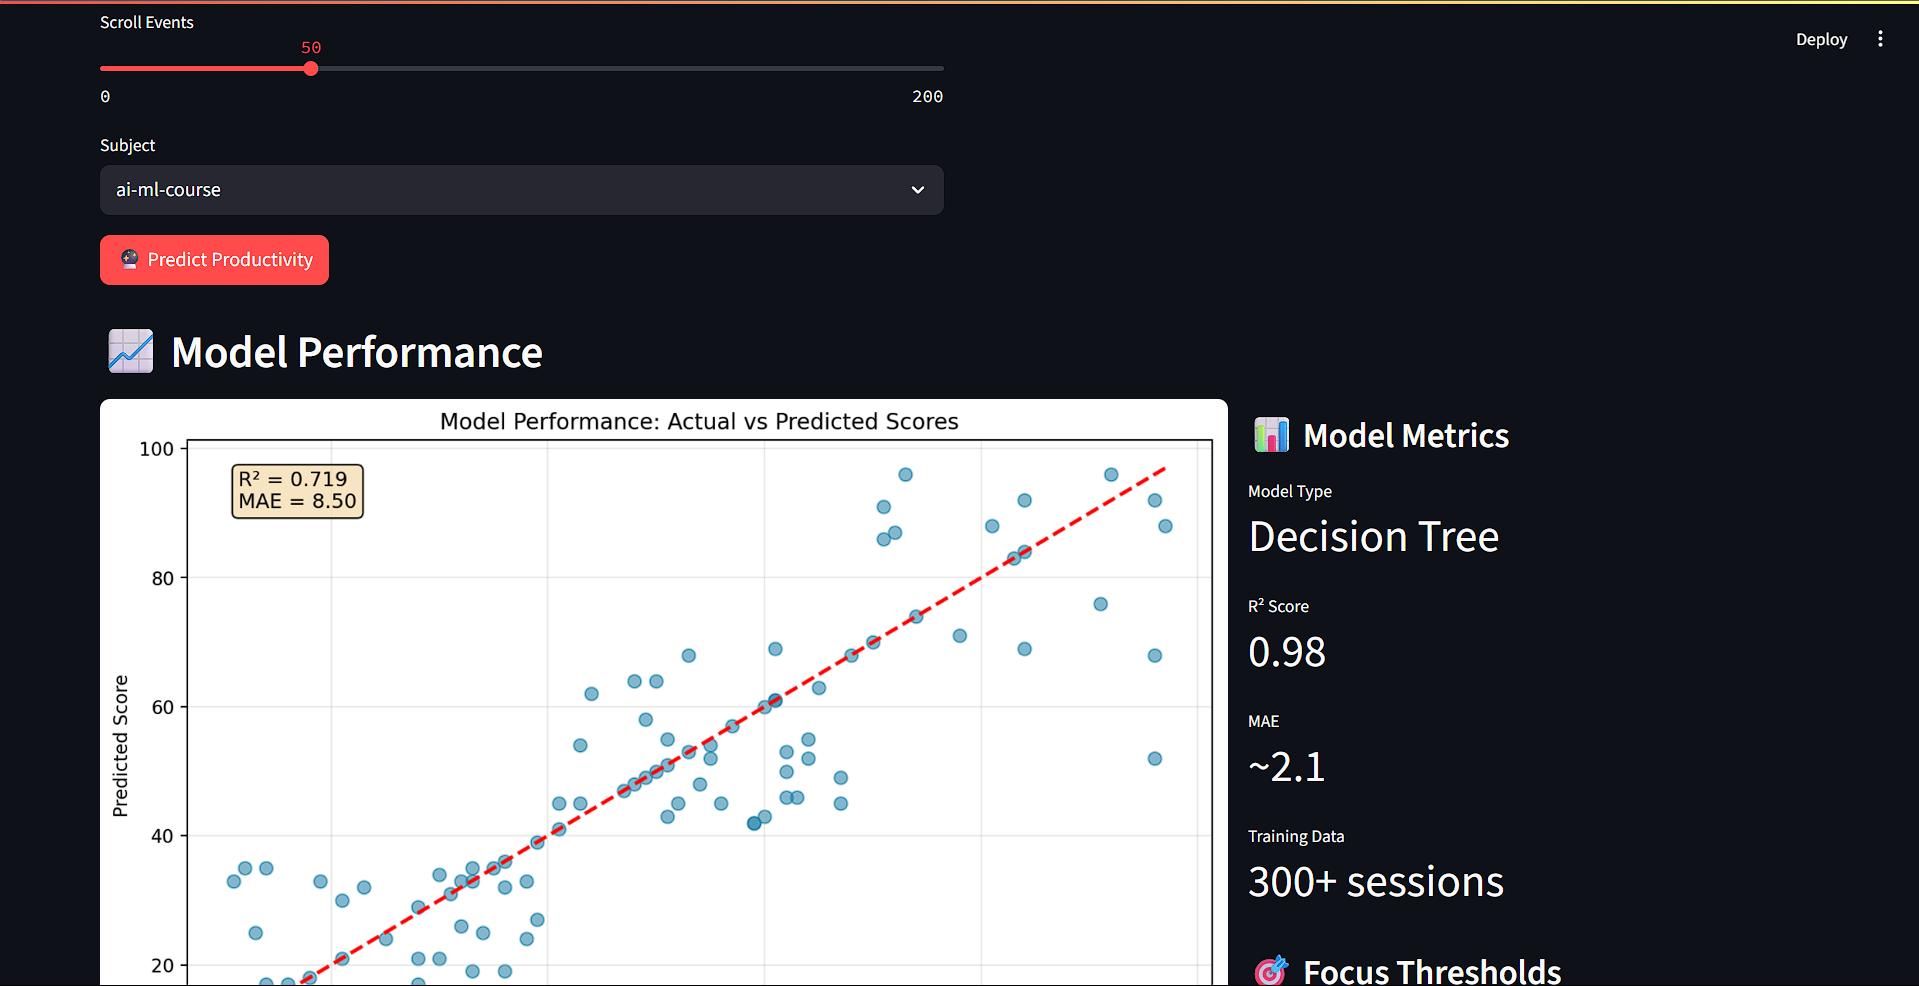 Scroll Events
Deploy
50
0
200
Subject
ai-ml-course
Predict Productivity
Model Performance
Model Performance: Actual vs Predicted Scores
R² = 0.719
MAE = 8.50
100
80
60
40
20
Predicted Score
Model Metrics
Model Type
Decision Tree
R² Score
0.98
MAE
~2.1
Training Data
300+ sessions
Focus Thresholds